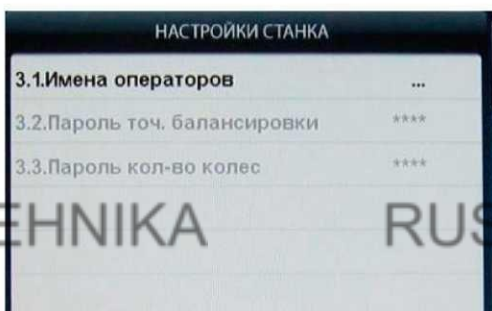 НАСТРОЙКИ СТАНКА
3.1.Имена операторов ...
3.2.Пароль точ. балансировки ****
3.3.Пароль кол-во колес ****
EHNIKA RUS